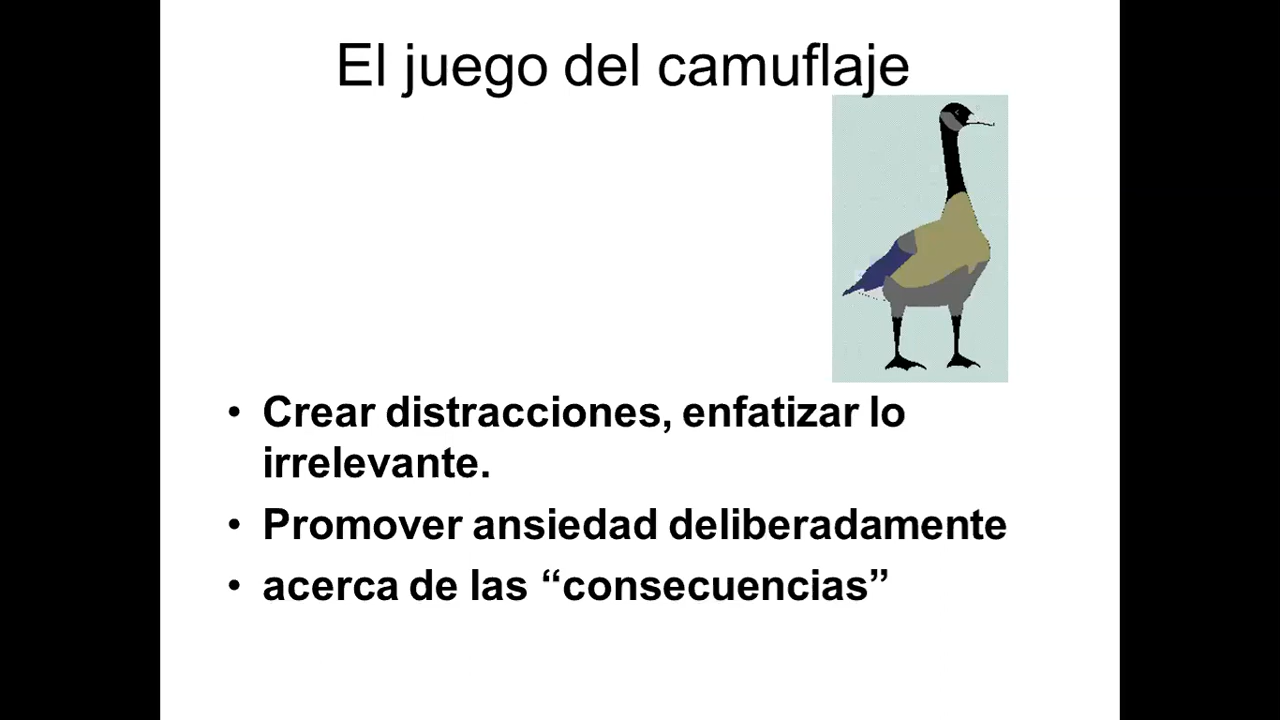 El juego del camuflaje
• Crear distracciones, enfatizar lo
irrelevante.
• Promover ansiedad deliberadamente
• acerca de las “consecuencias”